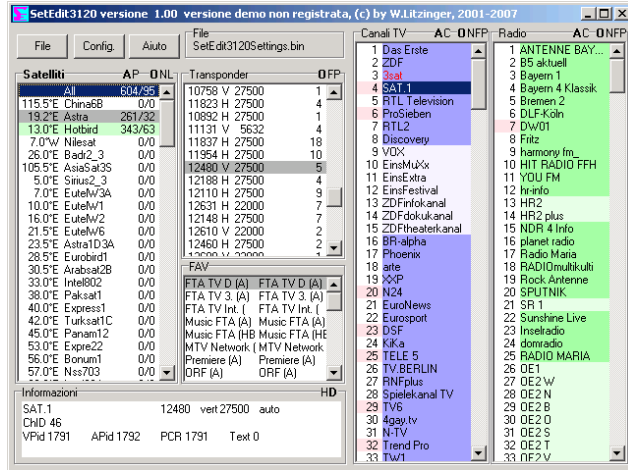 SetEdit3120 versione 1.00 versione demo non registrata, (c) by W.Litzinger, 2001-2007
File Config. Aiuto
File
SetEdit3120Settings.bin
Satelliti AP ONL
All 604/95
115.5°E China6B 0/0
19.2°E Astra 261/32
13.0°E Hotbird 343/63
7.0°W Nilesat 0/0
26.0°E Badr2_3 0/0
105.5°E AsiaSat3S 0/0
5.0°E Sirius2_3 0/0
7.0°E EutelW3A 0/0
10.0°E EutelW1 0/0
16.0°E EutelW2 0/0
21.5°E EutelW6 0/0
23.5°E Astra1D3A 0/0
28.5°E Eurobird1 0/0
30.5°E Arabsat2B 0/0
33.0°E Intel802 0/0
38.0°E Paksat1 0/0
40.0°E Express1 0/0
42.0°E Turksat1C 0/0
45.0°E Panam12 0/0
53.0°E Expre22 0/0
56.0°E Bonum1 0/0
57.0°E Nss703 0/0
Transponder OFP
10758 V 27500 1
11823 H 27500 4
10892 H 27500 1
11131 V 5632 4
11837 H 27500 18
11954 H 27500 10
12480 V 27500 5
12188 H 27500 4
12110 H 27500 9
12631 H 22000 7
12148 H 27500 7
12610 V 22000 2
12460 H 27500 2
FAV
FTA TV D (A) FTA TV D (A)
FTA TV 3. (A) FTA TV 3. (A)
FTA TV Int. ( FTA TV Int. (
Music FTA (A) Music FTA (A)
Music FTA (HB Music FTA (HE
MTV Network ( MTV Network
Premiere (A) Premiere (A)
ORF (A) ORF (A)
Informazioni HD
SAT.1 12480 vert 27500 auto
ChID 46
VPid 1791 APid 1792 PCR 1791 Text 0
Canali TV AC ONFP
1 Das Erste
2 ZDF
3 3sat
4 SAT.1
5 RTL Television
6 ProSieben
7 RTL2
8 Discovery
9 VOX
10 EinsMuXx
11 EinsExtra
12 EinsFestival
13 ZDFinfokanal
14 ZDFdokukanal
15 ZDFtheaterkanal
16 BR-alpha
17 Phoenix
18 arte
19 XXP
20 N24
21 EuroNews
22 Eurosport
23 DSF
24 KiKa
25 TELE 5
26 TV.BERLIN
27 RNFplus
28 Spielekanal TV
29 TV6
30 4gay.tv
31 N-TV
32 Trend Pro
33 TW1
Radio AC ONFP
1 ANTENNE BAY...
2 B5 aktuell
3 Bayern 1
4 Bayern 4 Klassik
5 Bremen 2
6 DLF-Köln
7 DW01
8 Fritz
9 harmony fm_
10 HIT RADIO FFH
11 YOU FM
12 hr-info
13 HR2
14 HR2 plus
15 NDR 4 Info
16 planet radio
17 Radio Maria
18 RADIOmultikulti
19 Rock Antenne
20 SPUTNIK
21 SR 1
22 Sunshine Live
23 Inselradio
24 domradio
25 RADIO MARIA
26 OE1
27 OE2 W
28 OE2 N
29 OE2 B
30 OE2 O
31 OE2 S
32 OE2 T
33 OE2 V